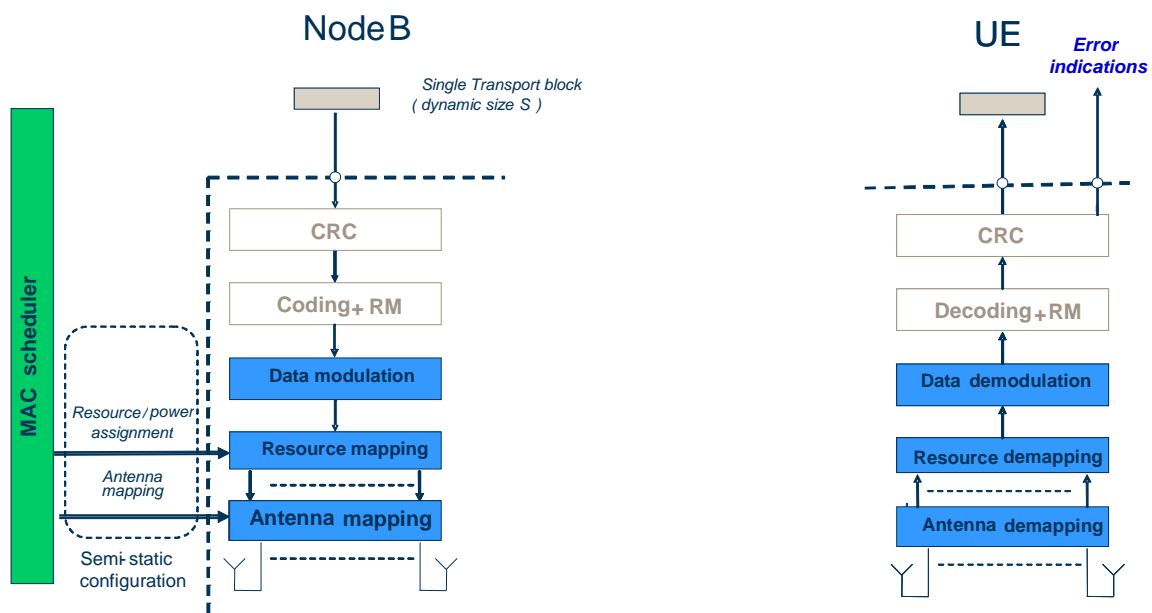 Node B
UE
Error
indications
Single Transport block
( dynamic size S )
CRC
CRC
Coding+ RM
Decoding+RM
MAC scheduler
Data modulation
Data demodulation
Resource/power
assignment
Resource mapping
Resource demapping
Antenna
mapping
Antenna mapping
Antenna demapping
Semi-static
configuration